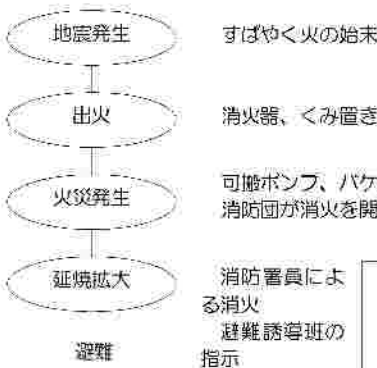 地震発生 すばやく火の始末
出火 消火器、くみ置き
火災発生 可搬ポンプ、バケ
消防団が消火を開
延焼拡大 消防署員によ
る消火
避難誘導班の
避難 指示